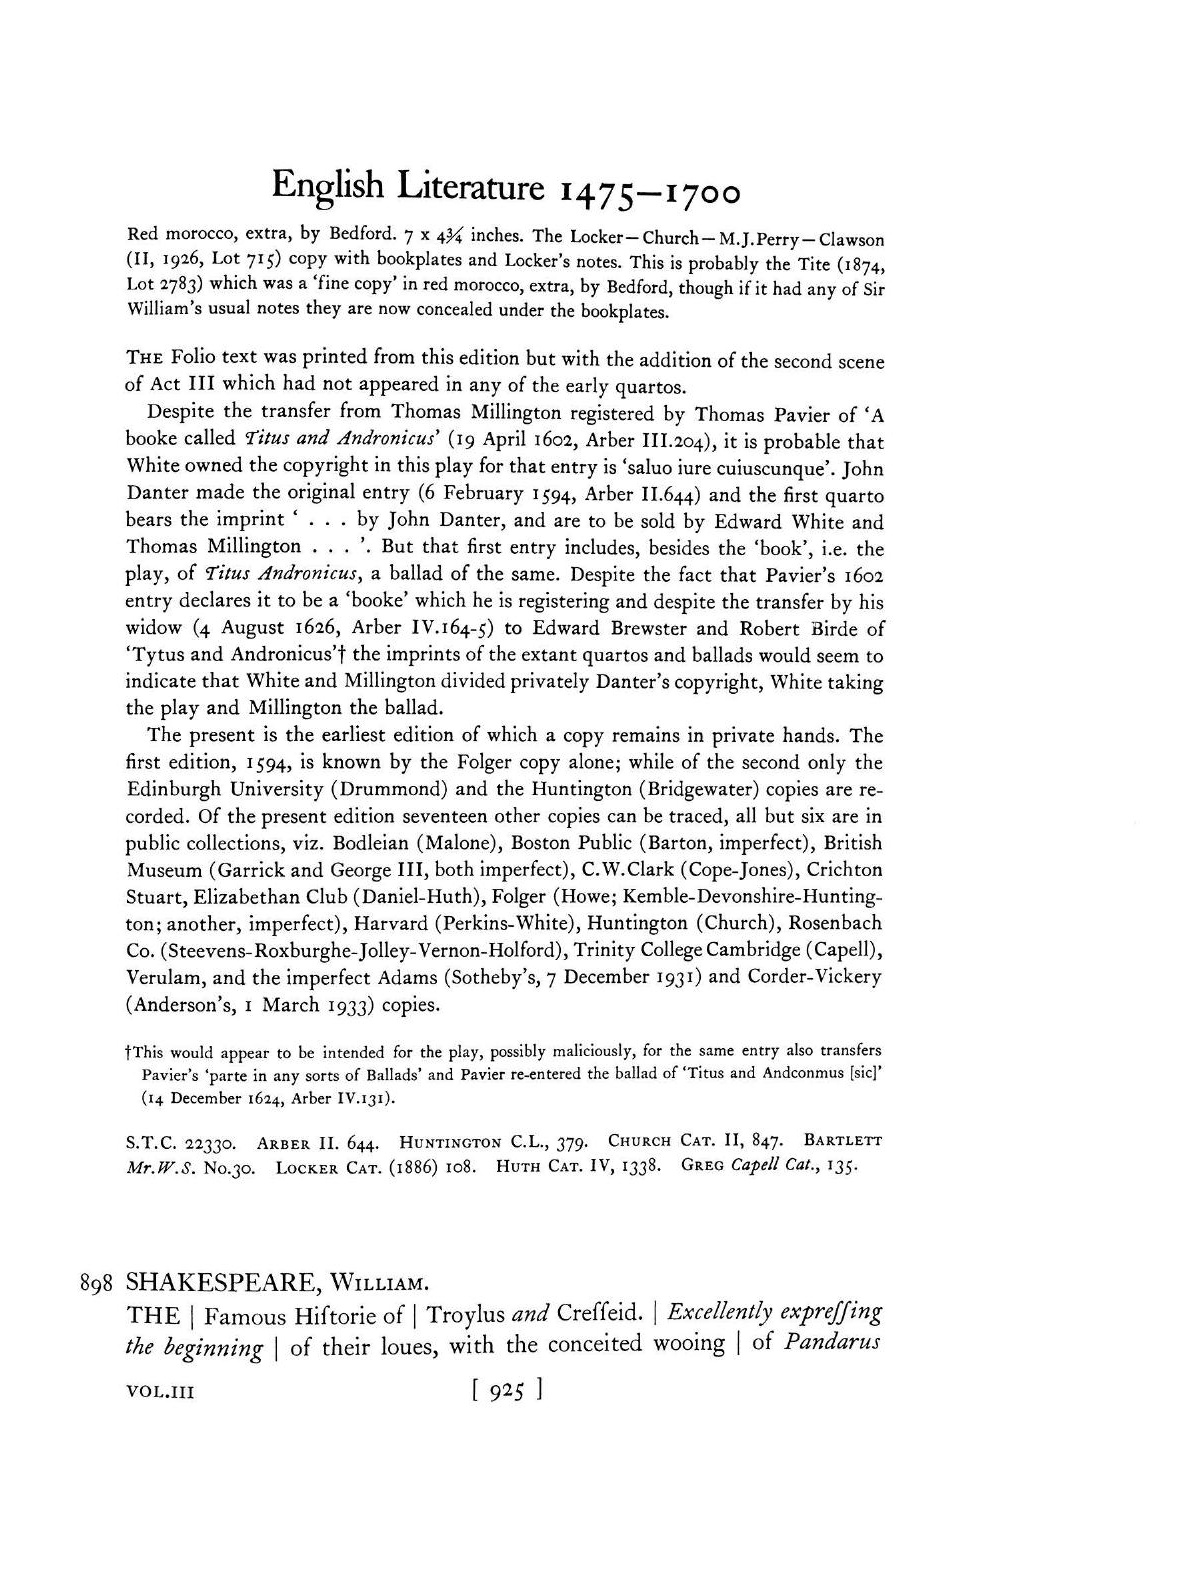 English Literature 1475—1700
Red morocco, extra, by Bedford. 7 x 4¾ inches. The Locker—Church—M.J.Perry—Clawson
(II, 1926, Lot 715) copy with bookplates and Locker's notes. This is probably the Tite (1874,
Lot 2783) which was a ‘fine copy’ in red morocco, extra, by Bedford, though if it had any of Sir
William's usual notes they are now concealed under the bookplates.
THE Folio text was printed from this edition but with the addition of the second scene
of Act III which had not appeared in any of the early quartos.
Despite the transfer from Thomas Millington registered by Thomas Pavier of ‘A
booke called Titus and Andronicus’ (19 April 1602, Arber III.204), it is probable that
White owned the copyright in this play for that entry is ‘saluo iure cuiuscunque’. John
Danter made the original entry (6 February 1594, Arber II.644) and the first quarto
bears the imprint ‘ . . . by John Danter, and are to be sold by Edward White and
Thomas Millington . . . ’. But that first entry includes, besides the ‘book’, i.e. the
play, of Titus Andronicus, a ballad of the same. Despite the fact that Pavier's 1602
entry declares it to be a ‘booke’ which he is registering and despite the transfer by his
widow (4 August 1626, Arber IV.164-5) to Edward Brewster and Robert Birde of
‘Tytus and Andronicus’† the imprints of the extant quartos and ballads would seem to
indicate that White and Millington divided privately Danter's copyright, White taking
the play and Millington the ballad.
The present is the earliest edition of which a copy remains in private hands. The
first edition, 1594, is known by the Folger copy alone; while of the second only the
Edinburgh University (Drummond) and the Huntington (Bridgewater) copies are re-
corded. Of the present edition seventeen other copies can be traced, all but six are in
public collections, viz. Bodleian (Malone), Boston Public (Barton, imperfect), British
Museum (Garrick and George III, both imperfect), C.W.Clark (Cope-Jones), Crichton
Stuart, Elizabethan Club (Daniel-Huth), Folger (Howe; Kemble-Devonshire-Hunting-
ton; another, imperfect), Harvard (Perkins-White), Huntington (Church), Rosenbach
Co. (Steevens-Roxburghe-Jolley-Vernon-Holford), Trinity College Cambridge (Capell),
Verulam, and the imperfect Adams (Sotheby's, 7 December 1931) and Corder-Vickery
(Anderson's, 1 March 1933) copies.
†This would appear to be intended for the play, possibly maliciously, for the same entry also transfers
Pavier's ‘parte in any sorts of Ballads’ and Pavier re-entered the ballad of ‘Titus and Andconmus [sic]’
(14 December 1624, Arber IV.131).
S.T.C. 22330. ARBER II. 644. HUNTINGTON C.L., 379. CHURCH CAT. II, 847. BARTLETT
Mr.W.S. No.30. LOCKER CAT. (1886) 108. HUTH CAT. IV, 1338. GREG Capell Cat., 135.
898 SHAKESPEARE, WILLIAM.
THE | Famous Hiſtorie of | Troylus and Creſſeid. | Excellently expreſſing
the beginning | of their loues, with the conceited wooing | of Pandarus
VOL.III [ 925 ]